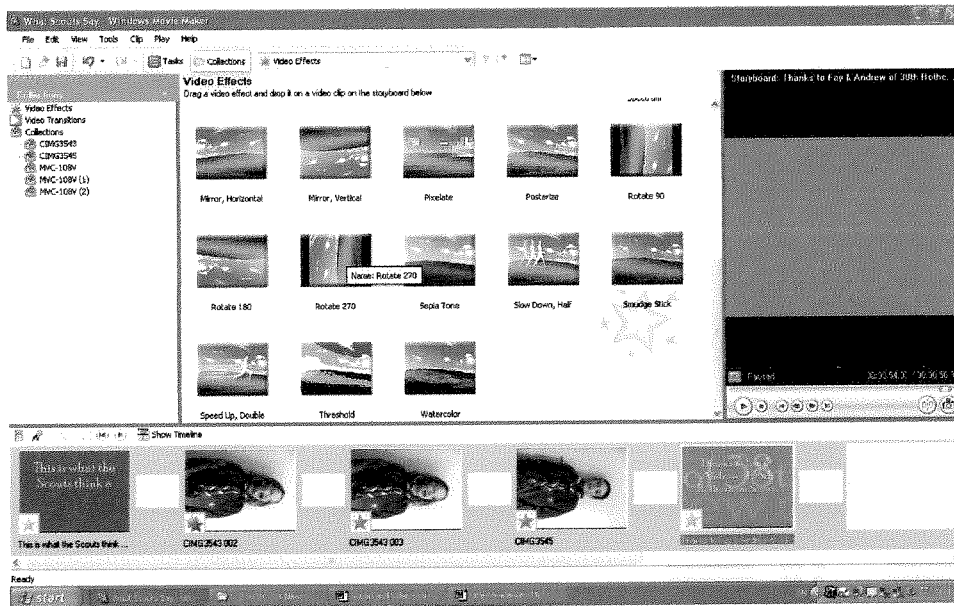 What Scouts Say - Windows Movie Maker
File Edit View Tools Clip Play Help
Tasks Collections Video Effects
Video Effects
Drag a video effect and drop it on a video clip on the storyboard below
Storyboard: Thanks to Fay & Andrew of 38th Rothe...
Collections
Video Effects
Video Transitions
Collections
CIMG3543
CIMG3545
MVC-108V
MVC-108V (1)
MVC-108V (2)
Mirror, Horizontal
Mirror, Vertical
Pixelate
Posterize
Rotate 90
Rotate 180
Rotate 270
Name: Rotate 270
Sepia Tone
Slow Down, Half
Smudge Stick
Speed Up, Double
Threshold
Watercolor
Paused
Show Timeline
This is what the
Scouts think
This is what the Scouts think ...
CIMG3543 002
CIMG3543 003
CIMG3545
Ready
start